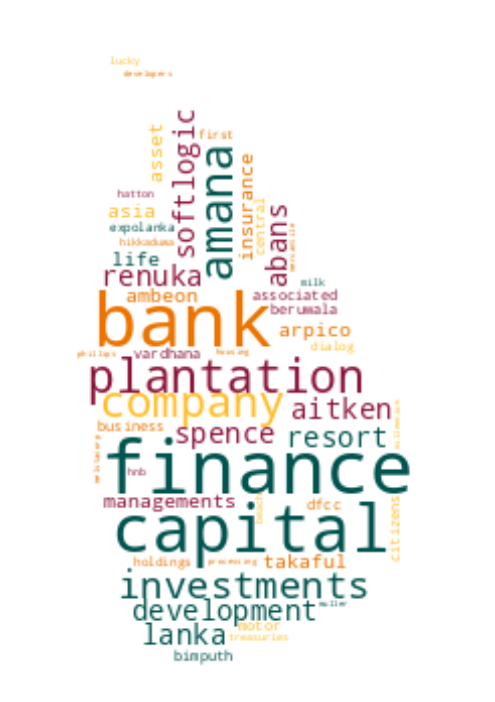 lucky
developers
softlogic
asset
first
amana
insurance
hatton
central
asia
abans
expolanka
hikkaduwa
life
renuka
milk
ambeon
associated
bank
beruwala
arpico
dialog
phillips
vardhana
housing
plantation
company
aitken
business
spence
resort
finance
hnb
managements
beach
dfcc
citizens
capital
holdings
processing
takaful
investments
development
muller
lanka
motor
treasuries
bimputh